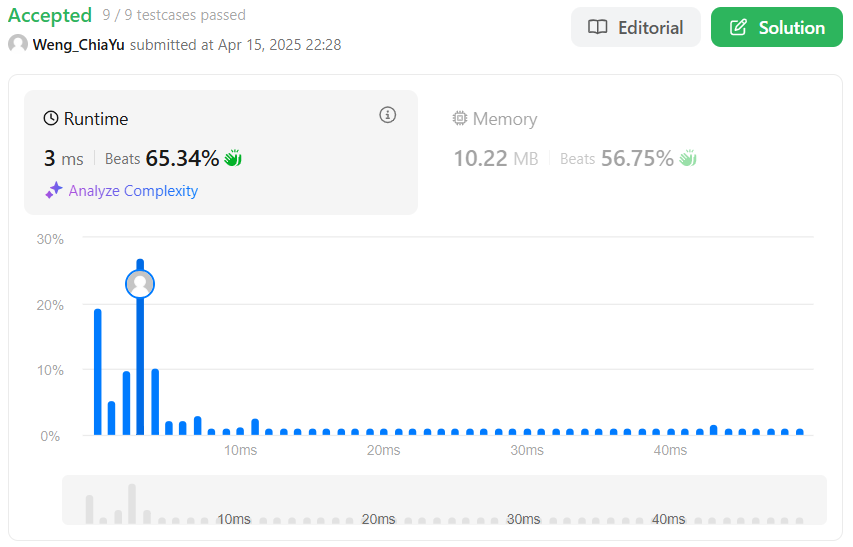 Accepted 9 / 9 testcases passed
Weng_ChiaYu submitted at Apr 15, 2025 22:28
Editorial
Solution
Runtime
3 ms Beats 65.34%
Analyze Complexity
Memory
10.22 MB Beats 56.75%
30%
20%
10%
0%
10ms 20ms 30ms 40ms
10ms 20ms 30ms 40ms